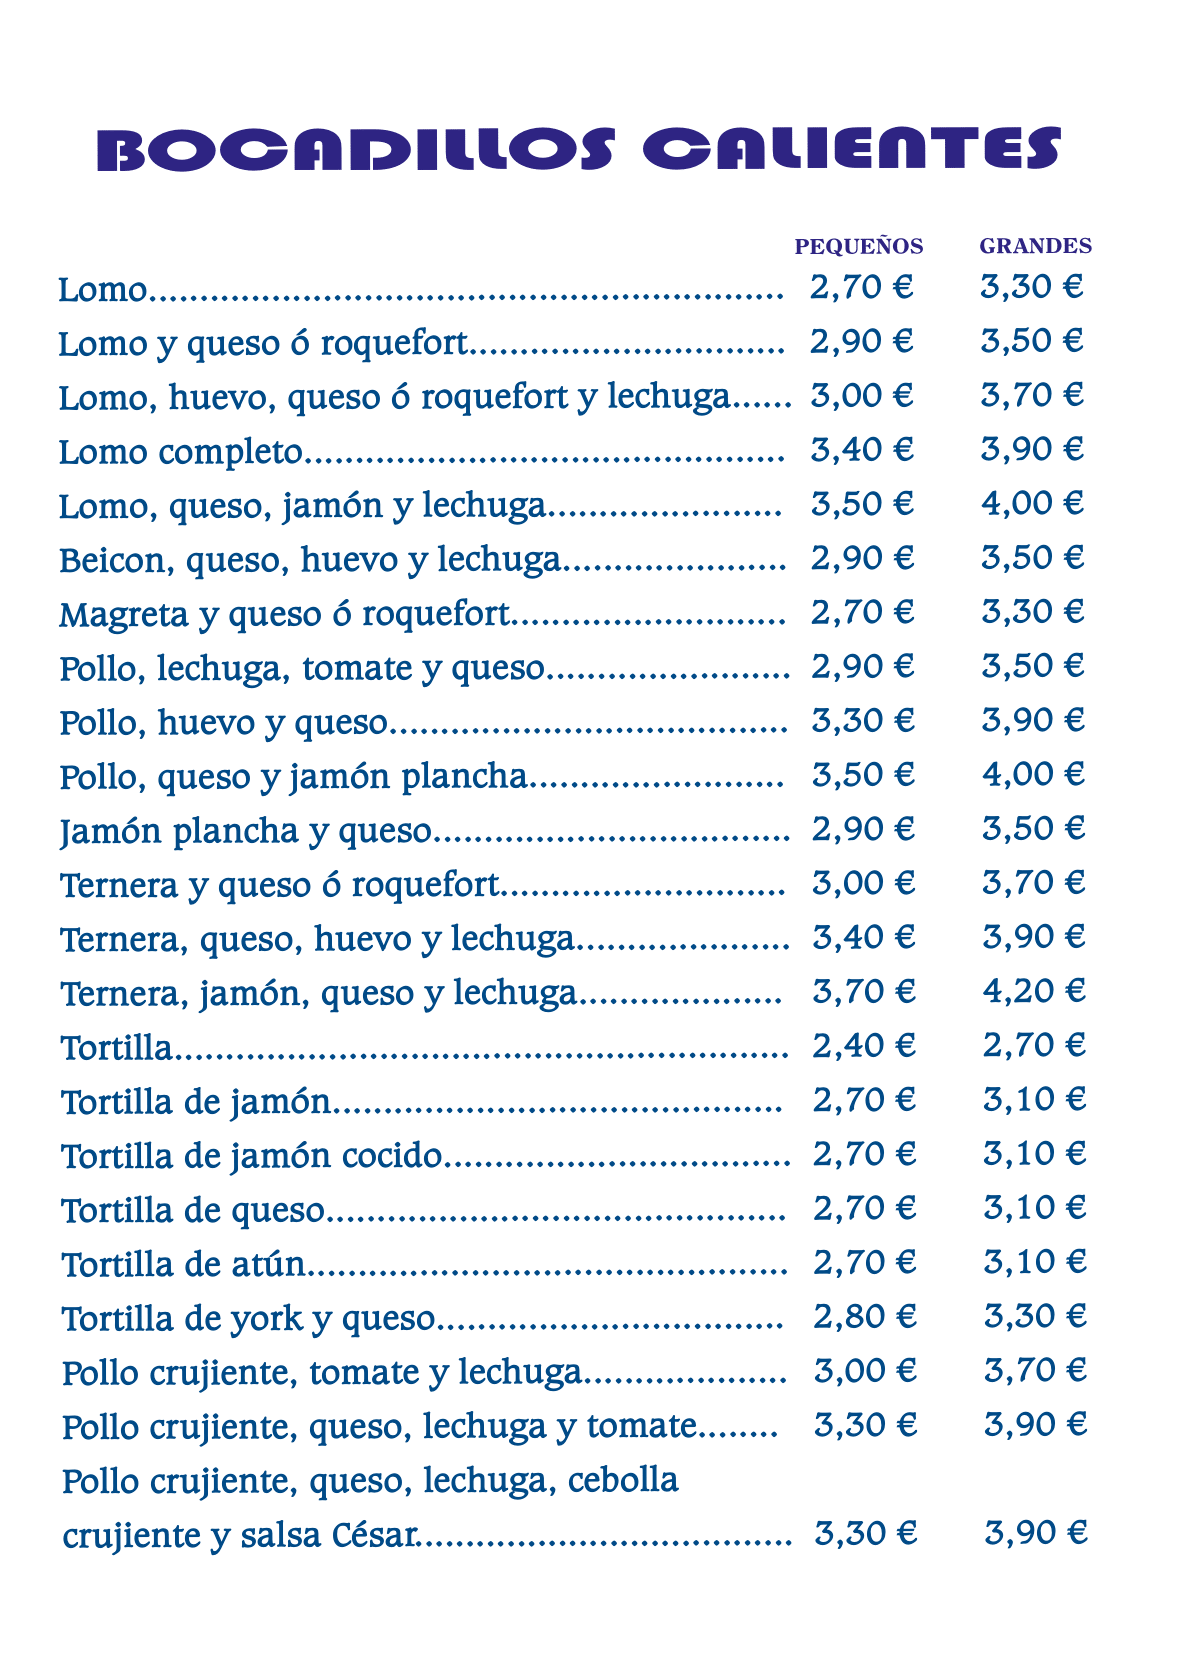 BOCADILLOS CALIENTES
PEQUEÑOS GRANDES
Lomo.............................................................. 2,70 € 3,30 €
Lomo y queso ó roquefort............................... 2,90 € 3,50 €
Lomo, huevo, queso ó roquefort y lechuga...... 3,00 € 3,70 €
Lomo completo............................................... 3,40 € 3,90 €
Lomo, queso, jamón y lechuga....................... 3,50 € 4,00 €
Beicon, queso, huevo y lechuga...................... 2,90 € 3,50 €
Magreta y queso ó roquefort........................... 2,70 € 3,30 €
Pollo, lechuga, tomate y queso........................ 2,90 € 3,50 €
Pollo, huevo y queso....................................... 3,30 € 3,90 €
Pollo, queso y jamón plancha......................... 3,50 € 4,00 €
Jamón plancha y queso................................... 2,90 € 3,50 €
Ternera y queso ó roquefort............................ 3,00 € 3,70 €
Ternera, queso, huevo y lechuga..................... 3,40 € 3,90 €
Ternera, jamón, queso y lechuga.................... 3,70 € 4,20 €
Tortilla............................................................ 2,40 € 2,70 €
Tortilla de jamón............................................ 2,70 € 3,10 €
Tortilla de jamón cocido.................................. 2,70 € 3,10 €
Tortilla de queso............................................. 2,70 € 3,10 €
Tortilla de atún............................................... 2,70 € 3,10 €
Tortilla de york y queso.................................. 2,80 € 3,30 €
Pollo crujiente, tomate y lechuga.................... 3,00 € 3,70 €
Pollo crujiente, queso, lechuga y tomate........ 3,30 € 3,90 €
Pollo crujiente, queso, lechuga, cebolla
crujiente y salsa César..................................... 3,30 € 3,90 €